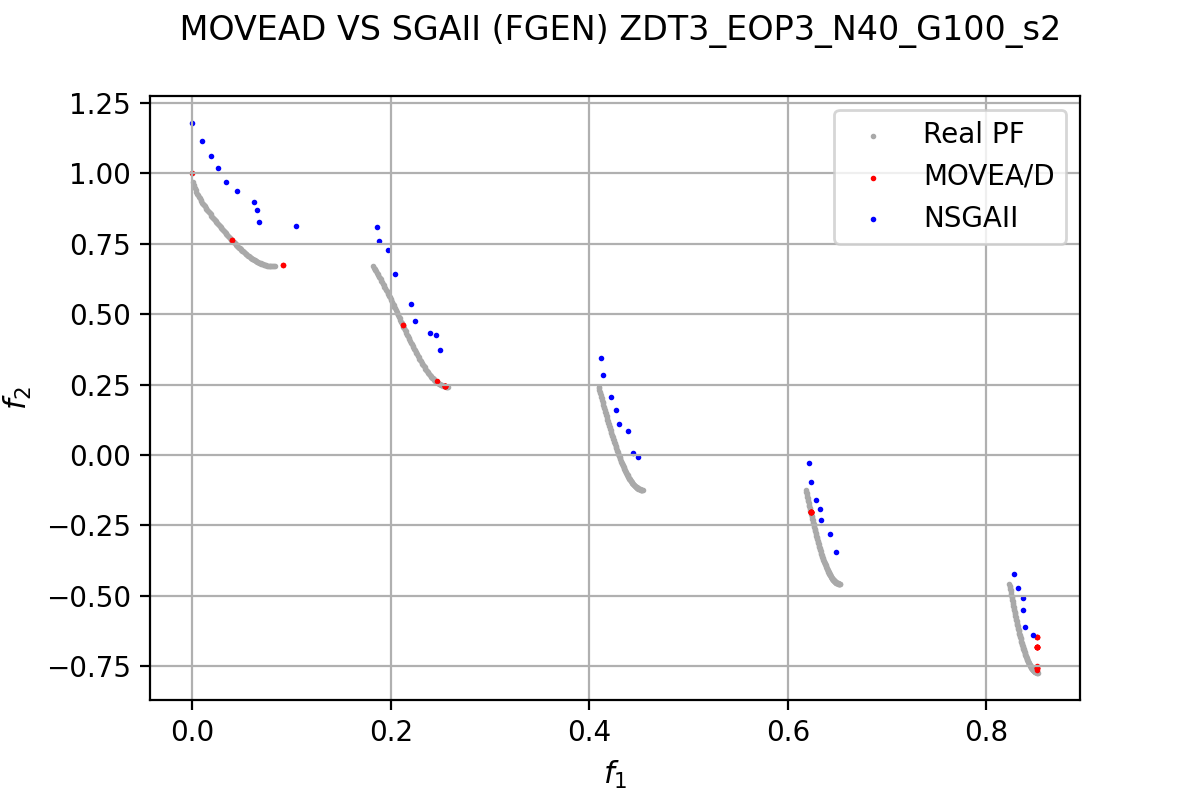 MOVEAD VS SGAII (FGEN) ZDT3_EOP3_N40_G100_s2
1.25
1.00
0.75
0.50
0.25
0.00
−0.25
−0.50
−0.75
f2
Real PF
MOVEA/D
NSGAII
0.0 0.2 0.4 0.6 0.8
f1